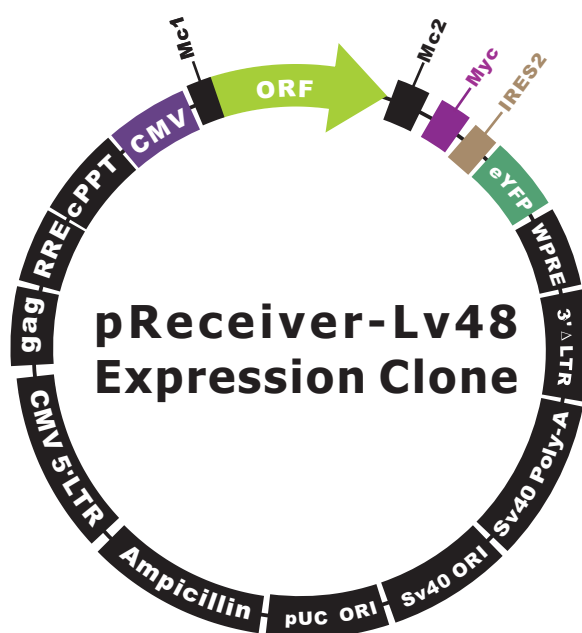 Mc1
ORF
Mc2
Myc
IRES2
eYFP
WPRE
3' Δ LTR
Sv40 Poly-A
Sv40 ORI
pUC ORI
Ampicillin
CMV 5'LTR
gag
RRE
cPPT
CMV
pReceiver-Lv48
Expression Clone